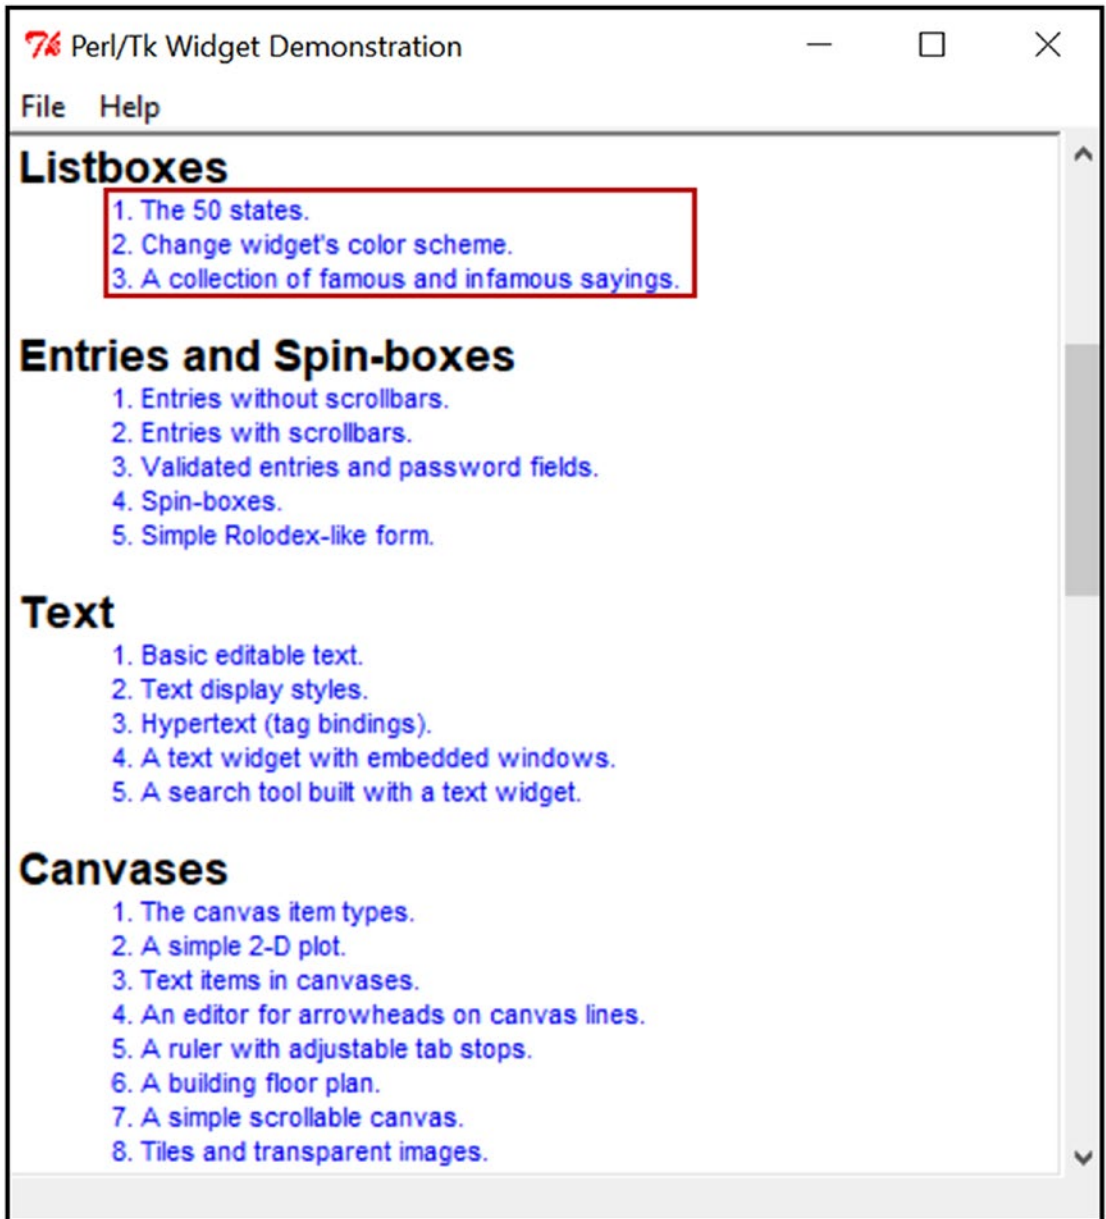 Perl/Tk Widget Demonstration
File Help
Listboxes
1. The 50 states.
2. Change widget's color scheme.
3. A collection of famous and infamous sayings.
Entries and Spin-boxes
1. Entries without scrollbars.
2. Entries with scrollbars.
3. Validated entries and password fields.
4. Spin-boxes.
5. Simple Rolodex-like form.
Text
1. Basic editable text.
2. Text display styles.
3. Hypertext (tag bindings).
4. A text widget with embedded windows.
5. A search tool built with a text widget.
Canvases
1. The canvas item types.
2. A simple 2-D plot.
3. Text items in canvases.
4. An editor for arrowheads on canvas lines.
5. A ruler with adjustable tab stops.
6. A building floor plan.
7. A simple scrollable canvas.
8. Tiles and transparent images.